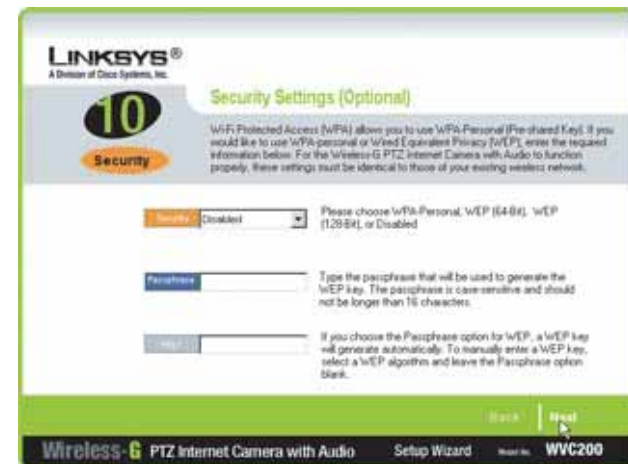 LINKSYS®
A Division of Cisco Systems, Inc.
10
Security
Security Settings (Optional)
Wi-Fi Protected Access (WPA) allows you to use WPA-Personal (Pre-shared Key). If you
would like to use WPA-personal or Wired Equivalent Privacy (WEP), enter the required
information below. For the Wireless-G PTZ Internet Camera with Audio to function
properly, these settings must be identical to those of your existing wireless network.
Security
Disabled
Please choose WPA-Personal, WEP (64-Bit), WEP
(128-Bit), or Disabled
Passphrase
Type the passphrase that will be used to generate the
WEP key. The passphrase is case-sensitive and should
not be longer than 16 characters.
If you choose the Passphrase option for WEP, a WEP key
will generate automatically. To manually enter a WEP key,
select a WEP algorithm and leave the Passphrase option
blank.
Back
Next
Wireless-G PTZ Internet Camera with Audio
Setup Wizard
Model No.
WVC200